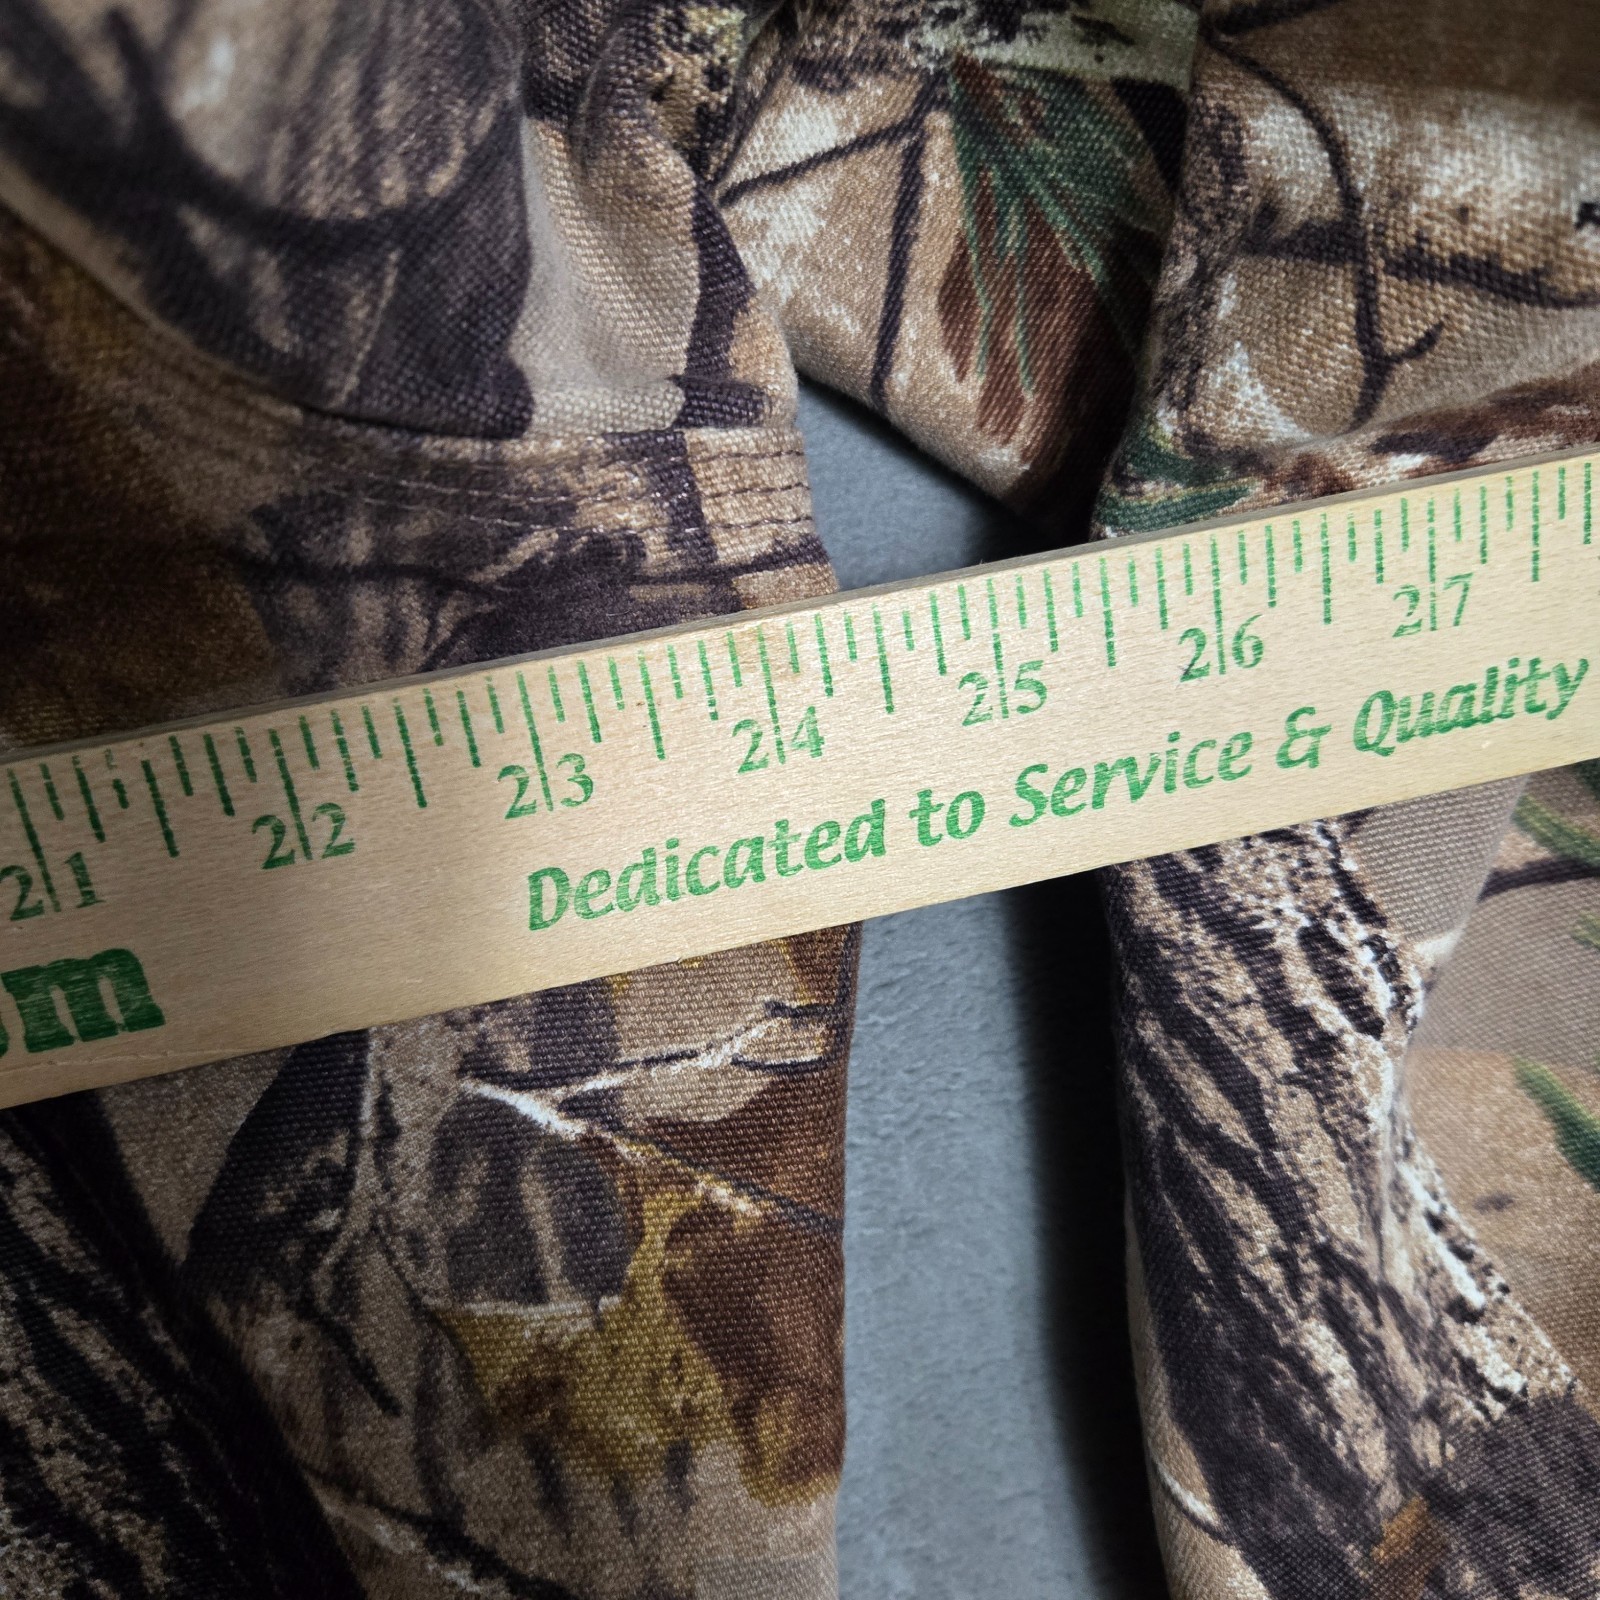 21 22 23 24 25 26 27
Dedicated to Service & Quality
om